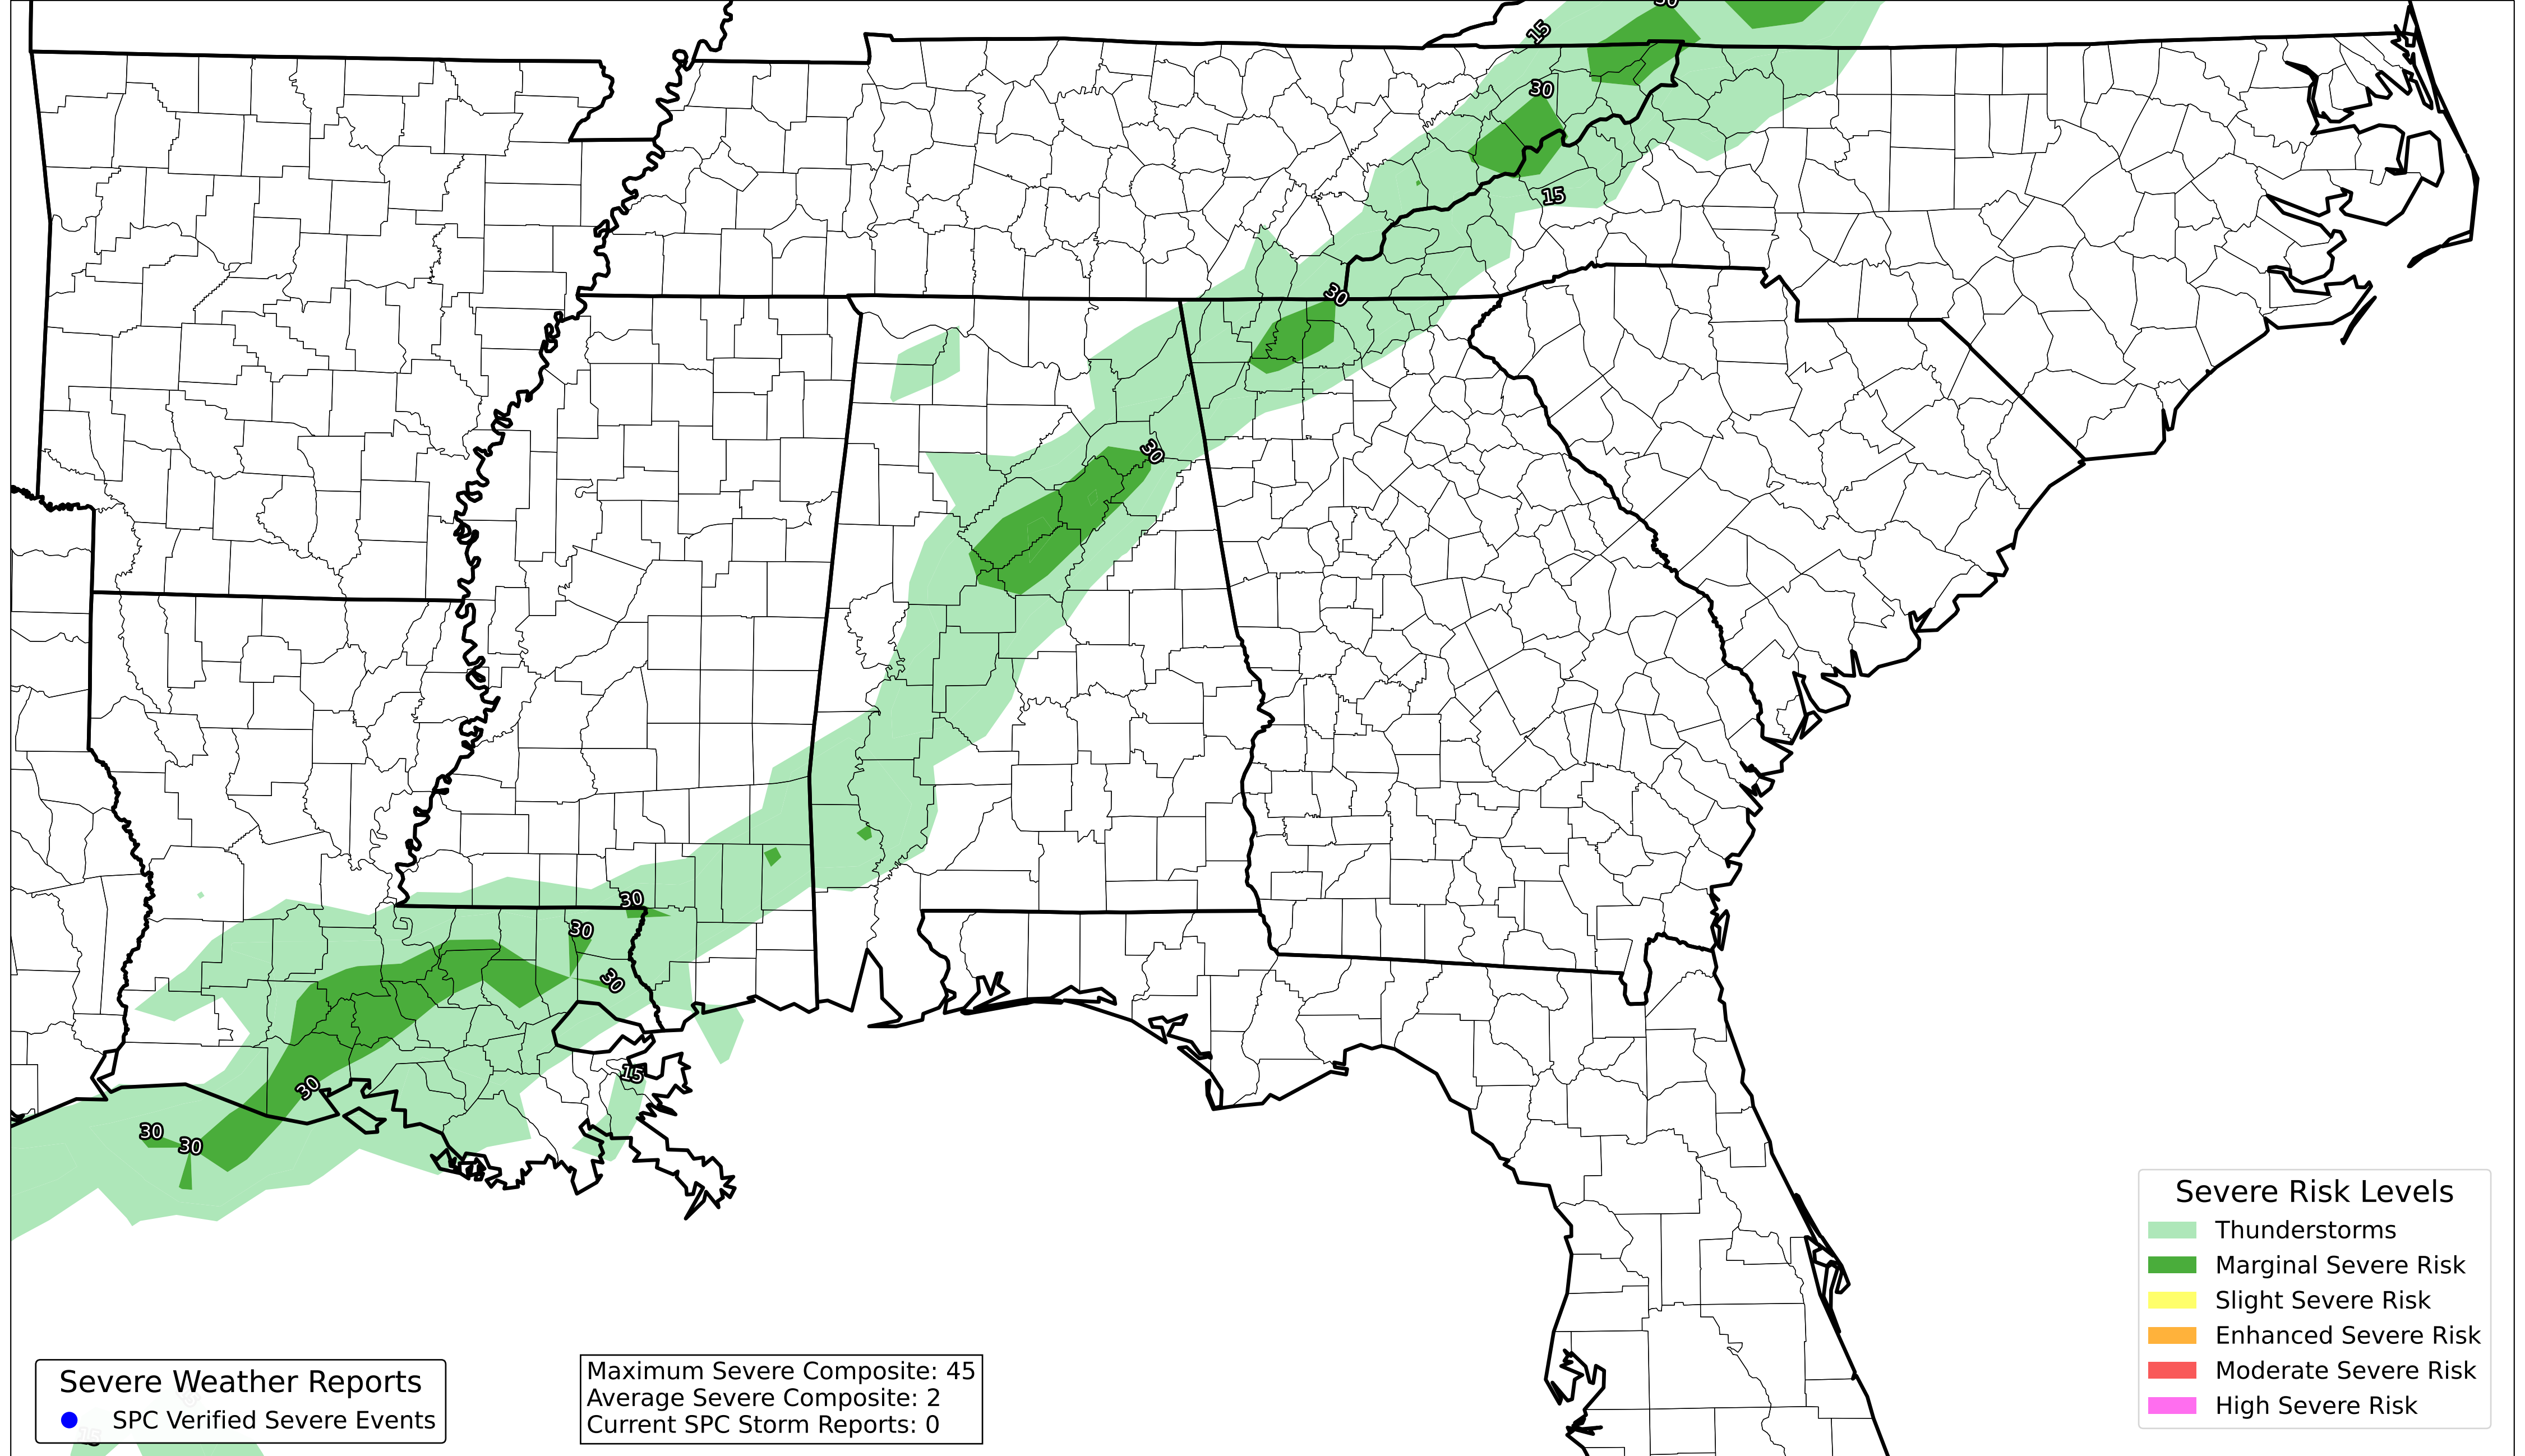 30
15
30
15
30
30
30
30
30
15
30
30
30
Severe Risk Levels
Thunderstorms
Marginal Severe Risk
Slight Severe Risk
Enhanced Severe Risk
Moderate Severe Risk
High Severe Risk
Severe Weather Reports
SPC Verified Severe Events
Maximum Severe Composite: 45
Average Severe Composite: 2
Current SPC Storm Reports: 0